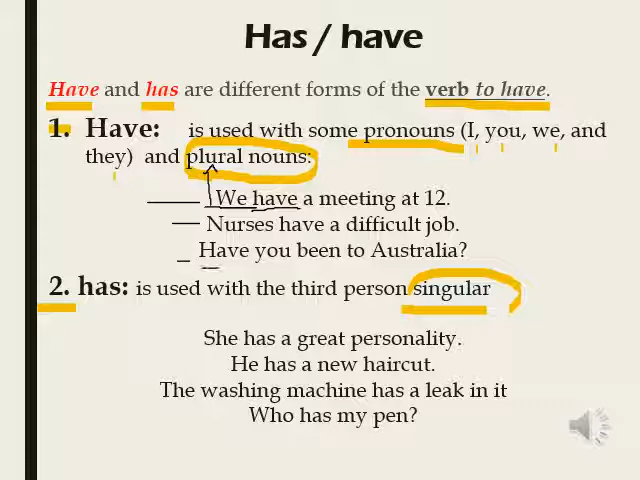 Has / have
Have and has are different forms of the verb to have.
1. Have: is used with some pronouns (I, you, we, and
they) and plural nouns:
We have a meeting at 12.
Nurses have a difficult job.
Have you been to Australia?
2. has: is used with the third person singular
She has a great personality.
He has a new haircut.
The washing machine has a leak in it
Who has my pen?